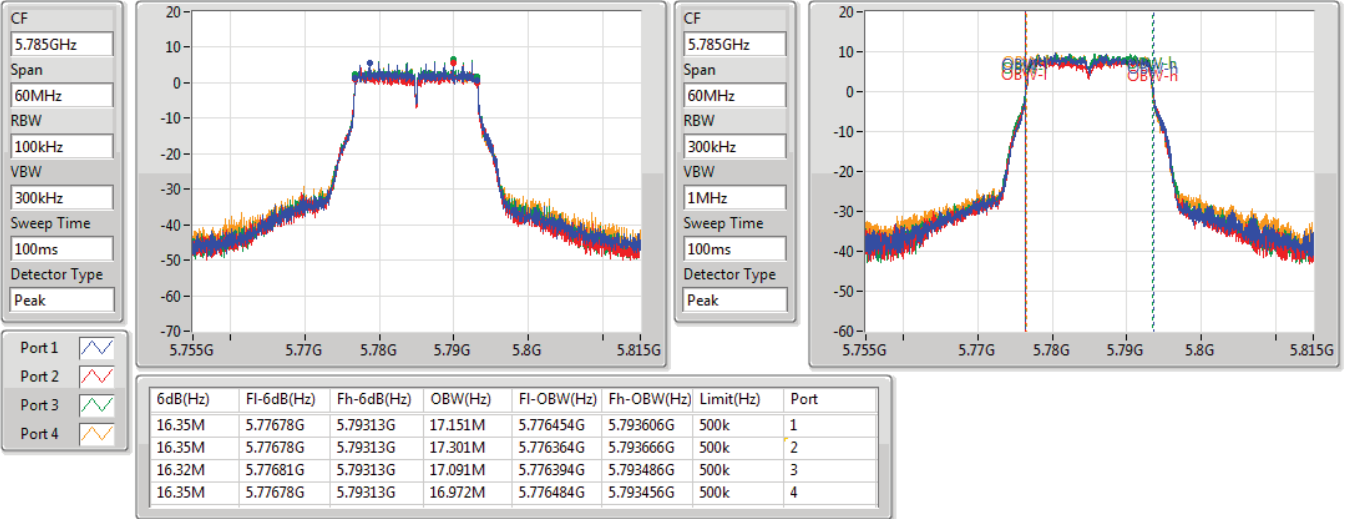 CF
5.785GHz
Span
60MHz
RBW
100kHz
VBW
300kHz
Sweep Time
100ms
Detector Type
Peak
20
10
0
-10
-20
-30
-40
-50
-60
-70
5.755G 5.77G 5.78G 5.79G 5.8G 5.815G
CF
5.785GHz
Span
60MHz
RBW
300kHz
VBW
1MHz
Sweep Time
100ms
Detector Type
Peak
20
10
0
-10
-20
-30
-40
-50
-60
OBW-l OBW-h
5.755G 5.77G 5.78G 5.79G 5.8G 5.815G
Port 1
Port 2
Port 3
Port 4
6dB(Hz) Fl-6dB(Hz) Fh-6dB(Hz) OBW(Hz) Fl-OBW(Hz) Fh-OBW(Hz) Limit(Hz) Port
16.35M 5.77678G 5.79313G 17.151M 5.776454G 5.793606G 500k 1
16.35M 5.77678G 5.79313G 17.301M 5.776364G 5.793666G 500k 2
16.32M 5.77681G 5.79313G 17.091M 5.776394G 5.793486G 500k 3
16.35M 5.77678G 5.79313G 16.972M 5.776484G 5.793456G 500k 4